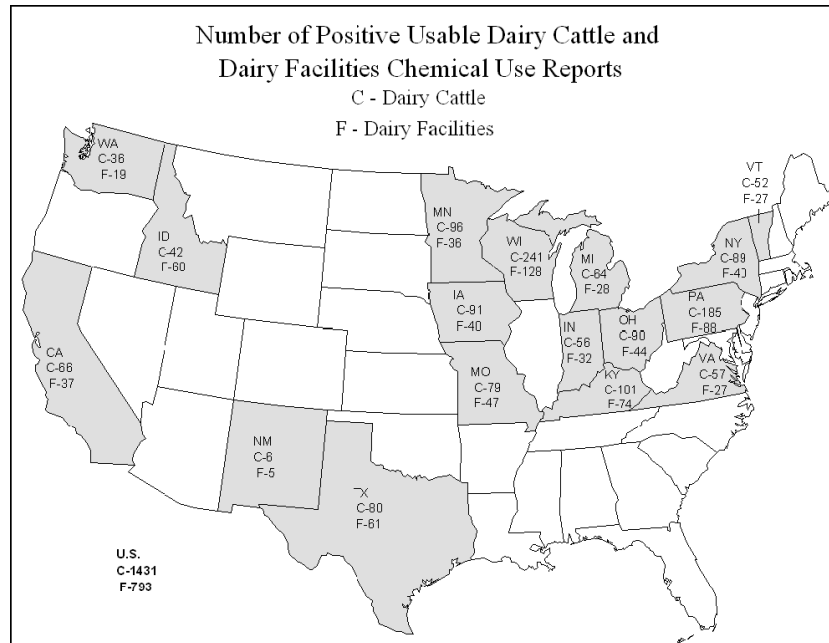 Number of Positive Usable Dairy Cattle and
Dairy Facilities Chemical Use Reports
C - Dairy Cattle
F - Dairy Facilities
WA
C-36
F-19
ID
C-42
F-60
CA
C-66
F-37
NM
C-6
F-5
TX
C-80
F-61
MN
C-96
F-36
IA
C-91
F-40
MO
C-79
F-47
WI
C-241
F-128
MI
C-64
F-28
IN
C-56
F-32
OH
C-90
F-44
KY
C-101
F-74
VA
C-57
F-27
PA
C-185
F-88
NY
C-89
F-40
VT
C-52
F-27
U.S.
C-1431
F-793